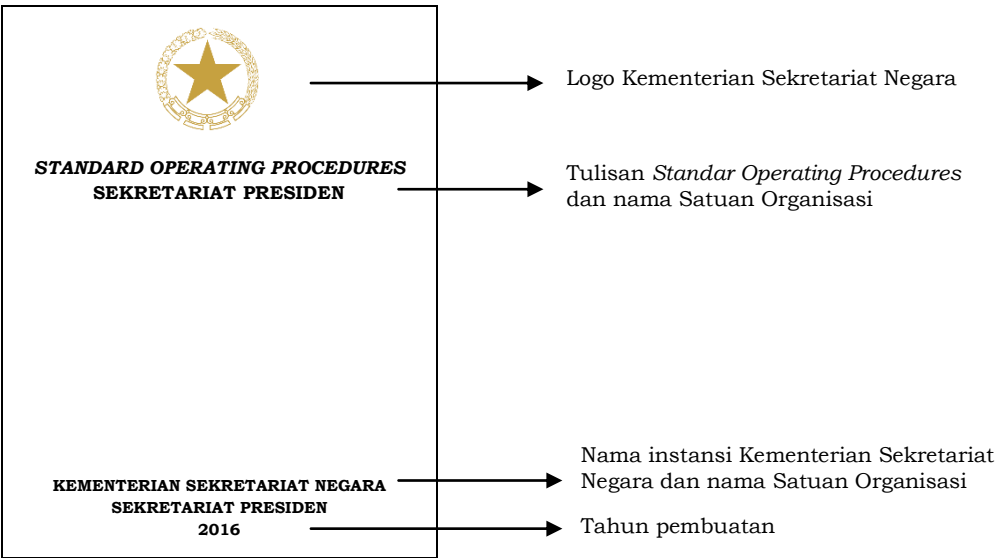 Logo Kementerian Sekretariat Negara
STANDARD OPERATING PROCEDURES
SEKRETARIAT PRESIDEN
Tulisan Standar Operating Procedures
dan nama Satuan Organisasi
KEMENTERIAN SEKRETARIAT NEGARA
SEKRETARIAT PRESIDEN
2016
Nama instansi Kementerian Sekretariat
Negara dan nama Satuan Organisasi
Tahun pembuatan